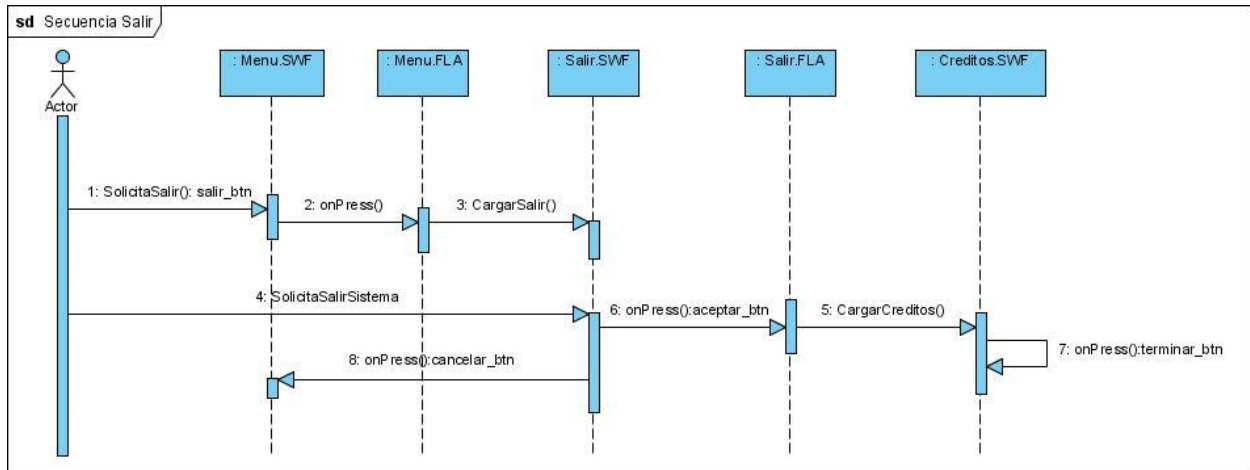 sd Secuencia Salir
: Menu.SWF
: Menu.FLA
: Salir.SWF
: Salir.FLA
: Creditos.SWF
Actor
1: SolicitaSalir(): salir_btn
2: onPress()
3: CargarSalir()
4: SolicitaSalirSistema
6: onPress():aceptar_btn
5: CargarCreditos()
7: onPress():terminar_btn
8: onPress():cancelar_btn